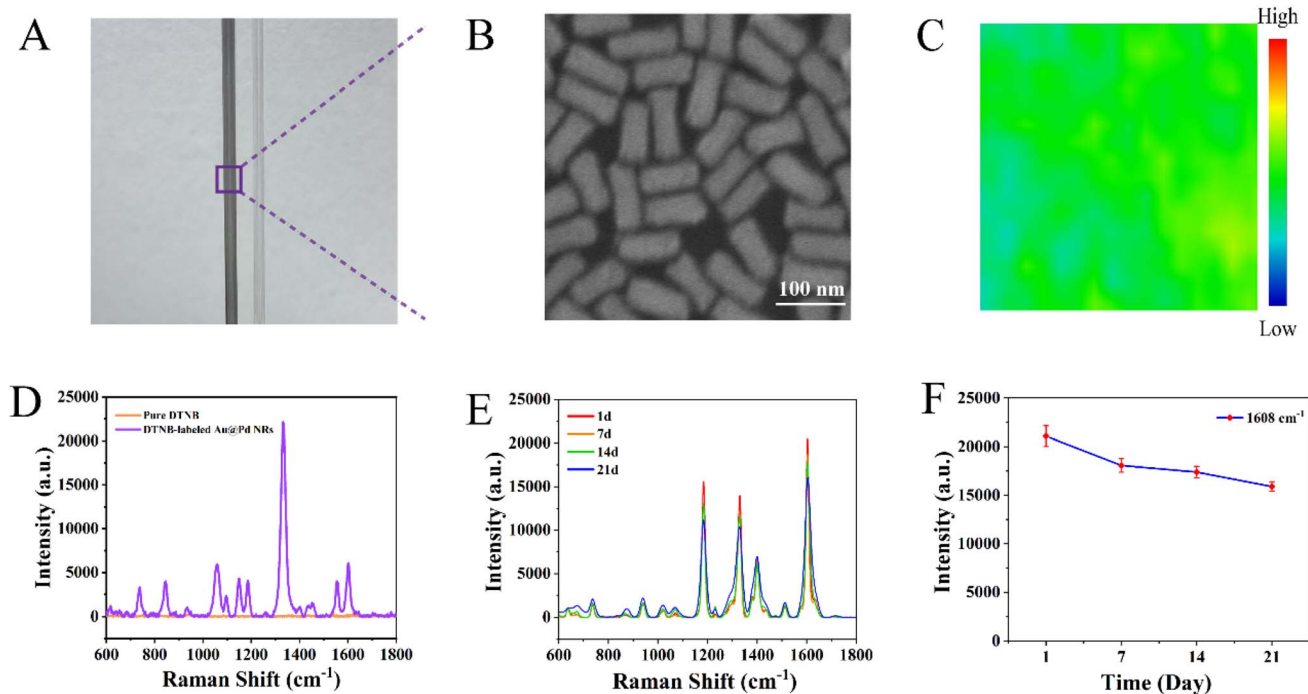 A
B
C
High
100 nm
Low
D
25000
20000
15000
10000
5000
0
Intensity (a.u.)
Pure DTNB
DTNB-labeled Au@Pd NRs
600 800 1000 1200 1400 1600 1800
Raman Shift (cm⁻¹)
E
25000
20000
15000
10000
5000
0
Intensity (a.u.)
1d
7d
14d
21d
600 800 1000 1200 1400 1600 1800
Raman Shift (cm⁻¹)
F
25000
20000
15000
10000
5000
0
Intensity (a.u.)
1608 cm⁻¹
1 7 14 21
Time (Day)